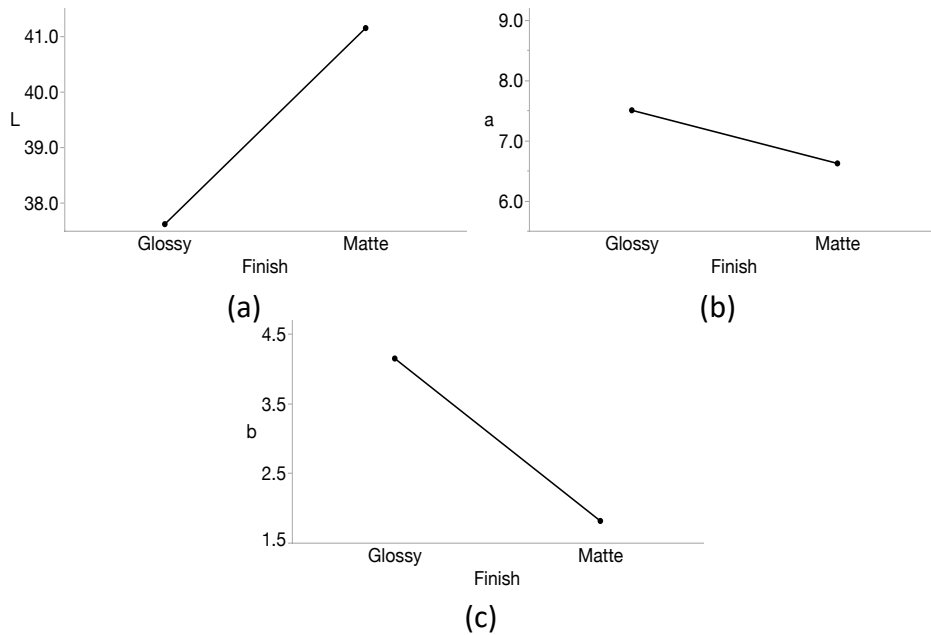 41.0
L
40.0
39.0
38.0
Glossy Matte
Finish
(a)
9.0
8.0
a
7.0
6.0
Glossy Matte
Finish
(b)
4.5
3.5
b
2.5
1.5
Glossy Matte
Finish
(c)